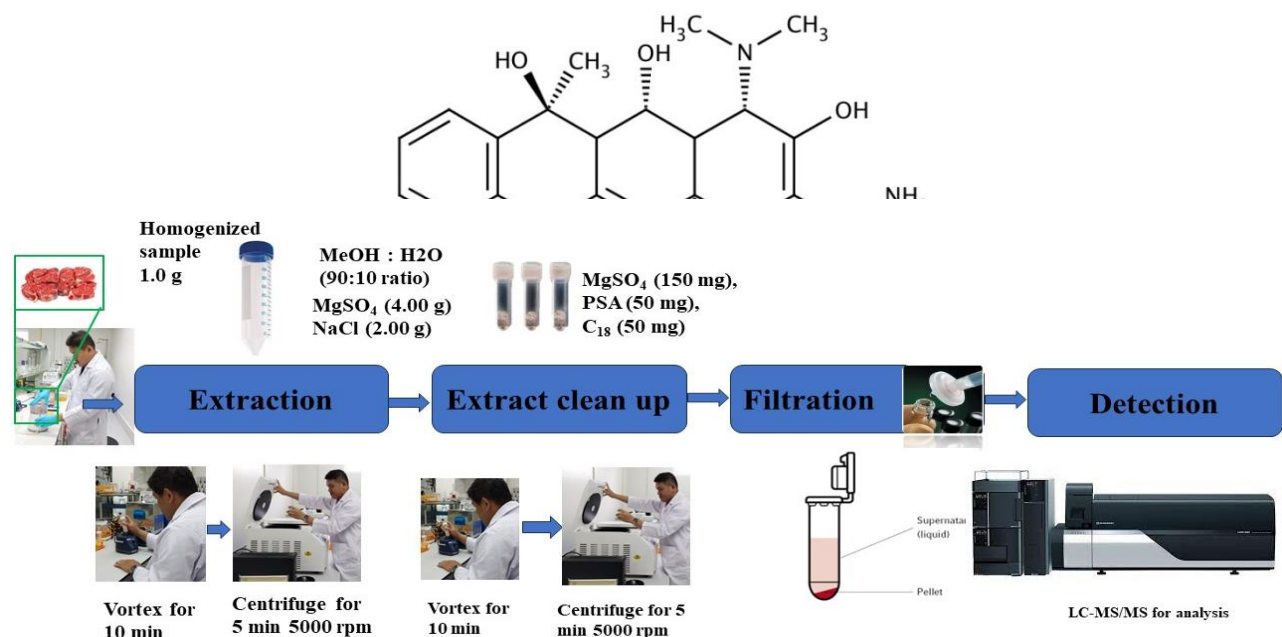 H₃C
CH₃
N
HO
CH₃
OH
OH
NH
Homogenized
sample
1.0 g
MeOH : H2O
(90:10 ratio)
MgSO₄ (4.00 g)
NaCl (2.00 g)
MgSO₄ (150 mg),
PSA (50 mg),
C₁₈ (50 mg)
Extraction
Extract clean up
Filtration
Detection
Vortex for
10 min
Centrifuge for
5 min 5000 rpm
Vortex for
10 min
Centrifuge for 5
min 5000 rpm
Supernata
(liquid)
Pellet
LC-MS/MS for analysis